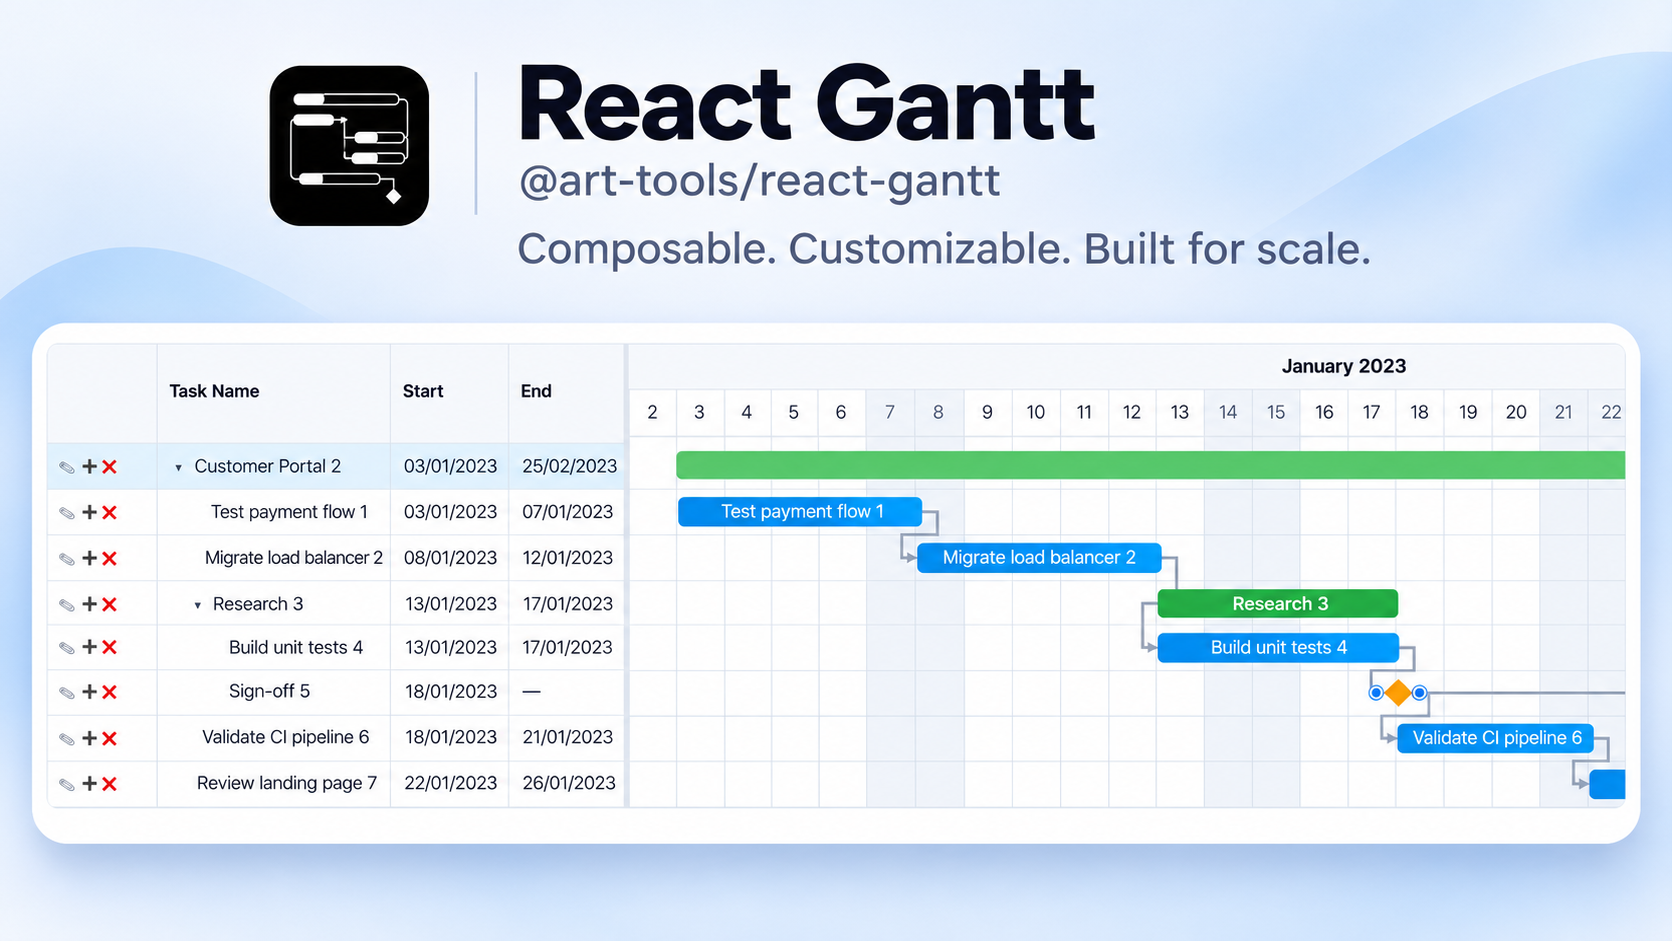 React Gantt
@art-tools/react-gantt
Composable. Customizable. Built for scale.
January 2023
Task Name Start End
2 3 4 5 6 7 8 9 10 11 12 13 14 15 16 17 18 19 20 21 22
Customer Portal 2 03/01/2023 25/02/2023
Test payment flow 1 03/01/2023 07/01/2023 Test payment flow 1
Migrate load balancer 2 08/01/2023 12/01/2023 Migrate load balancer 2
Research 3 13/01/2023 17/01/2023 Research 3
Build unit tests 4 13/01/2023 17/01/2023 Build unit tests 4
Sign-off 5 18/01/2023 —
Validate CI pipeline 6 18/01/2023 21/01/2023 Validate CI pipeline 6
Review landing page 7 22/01/2023 26/01/2023